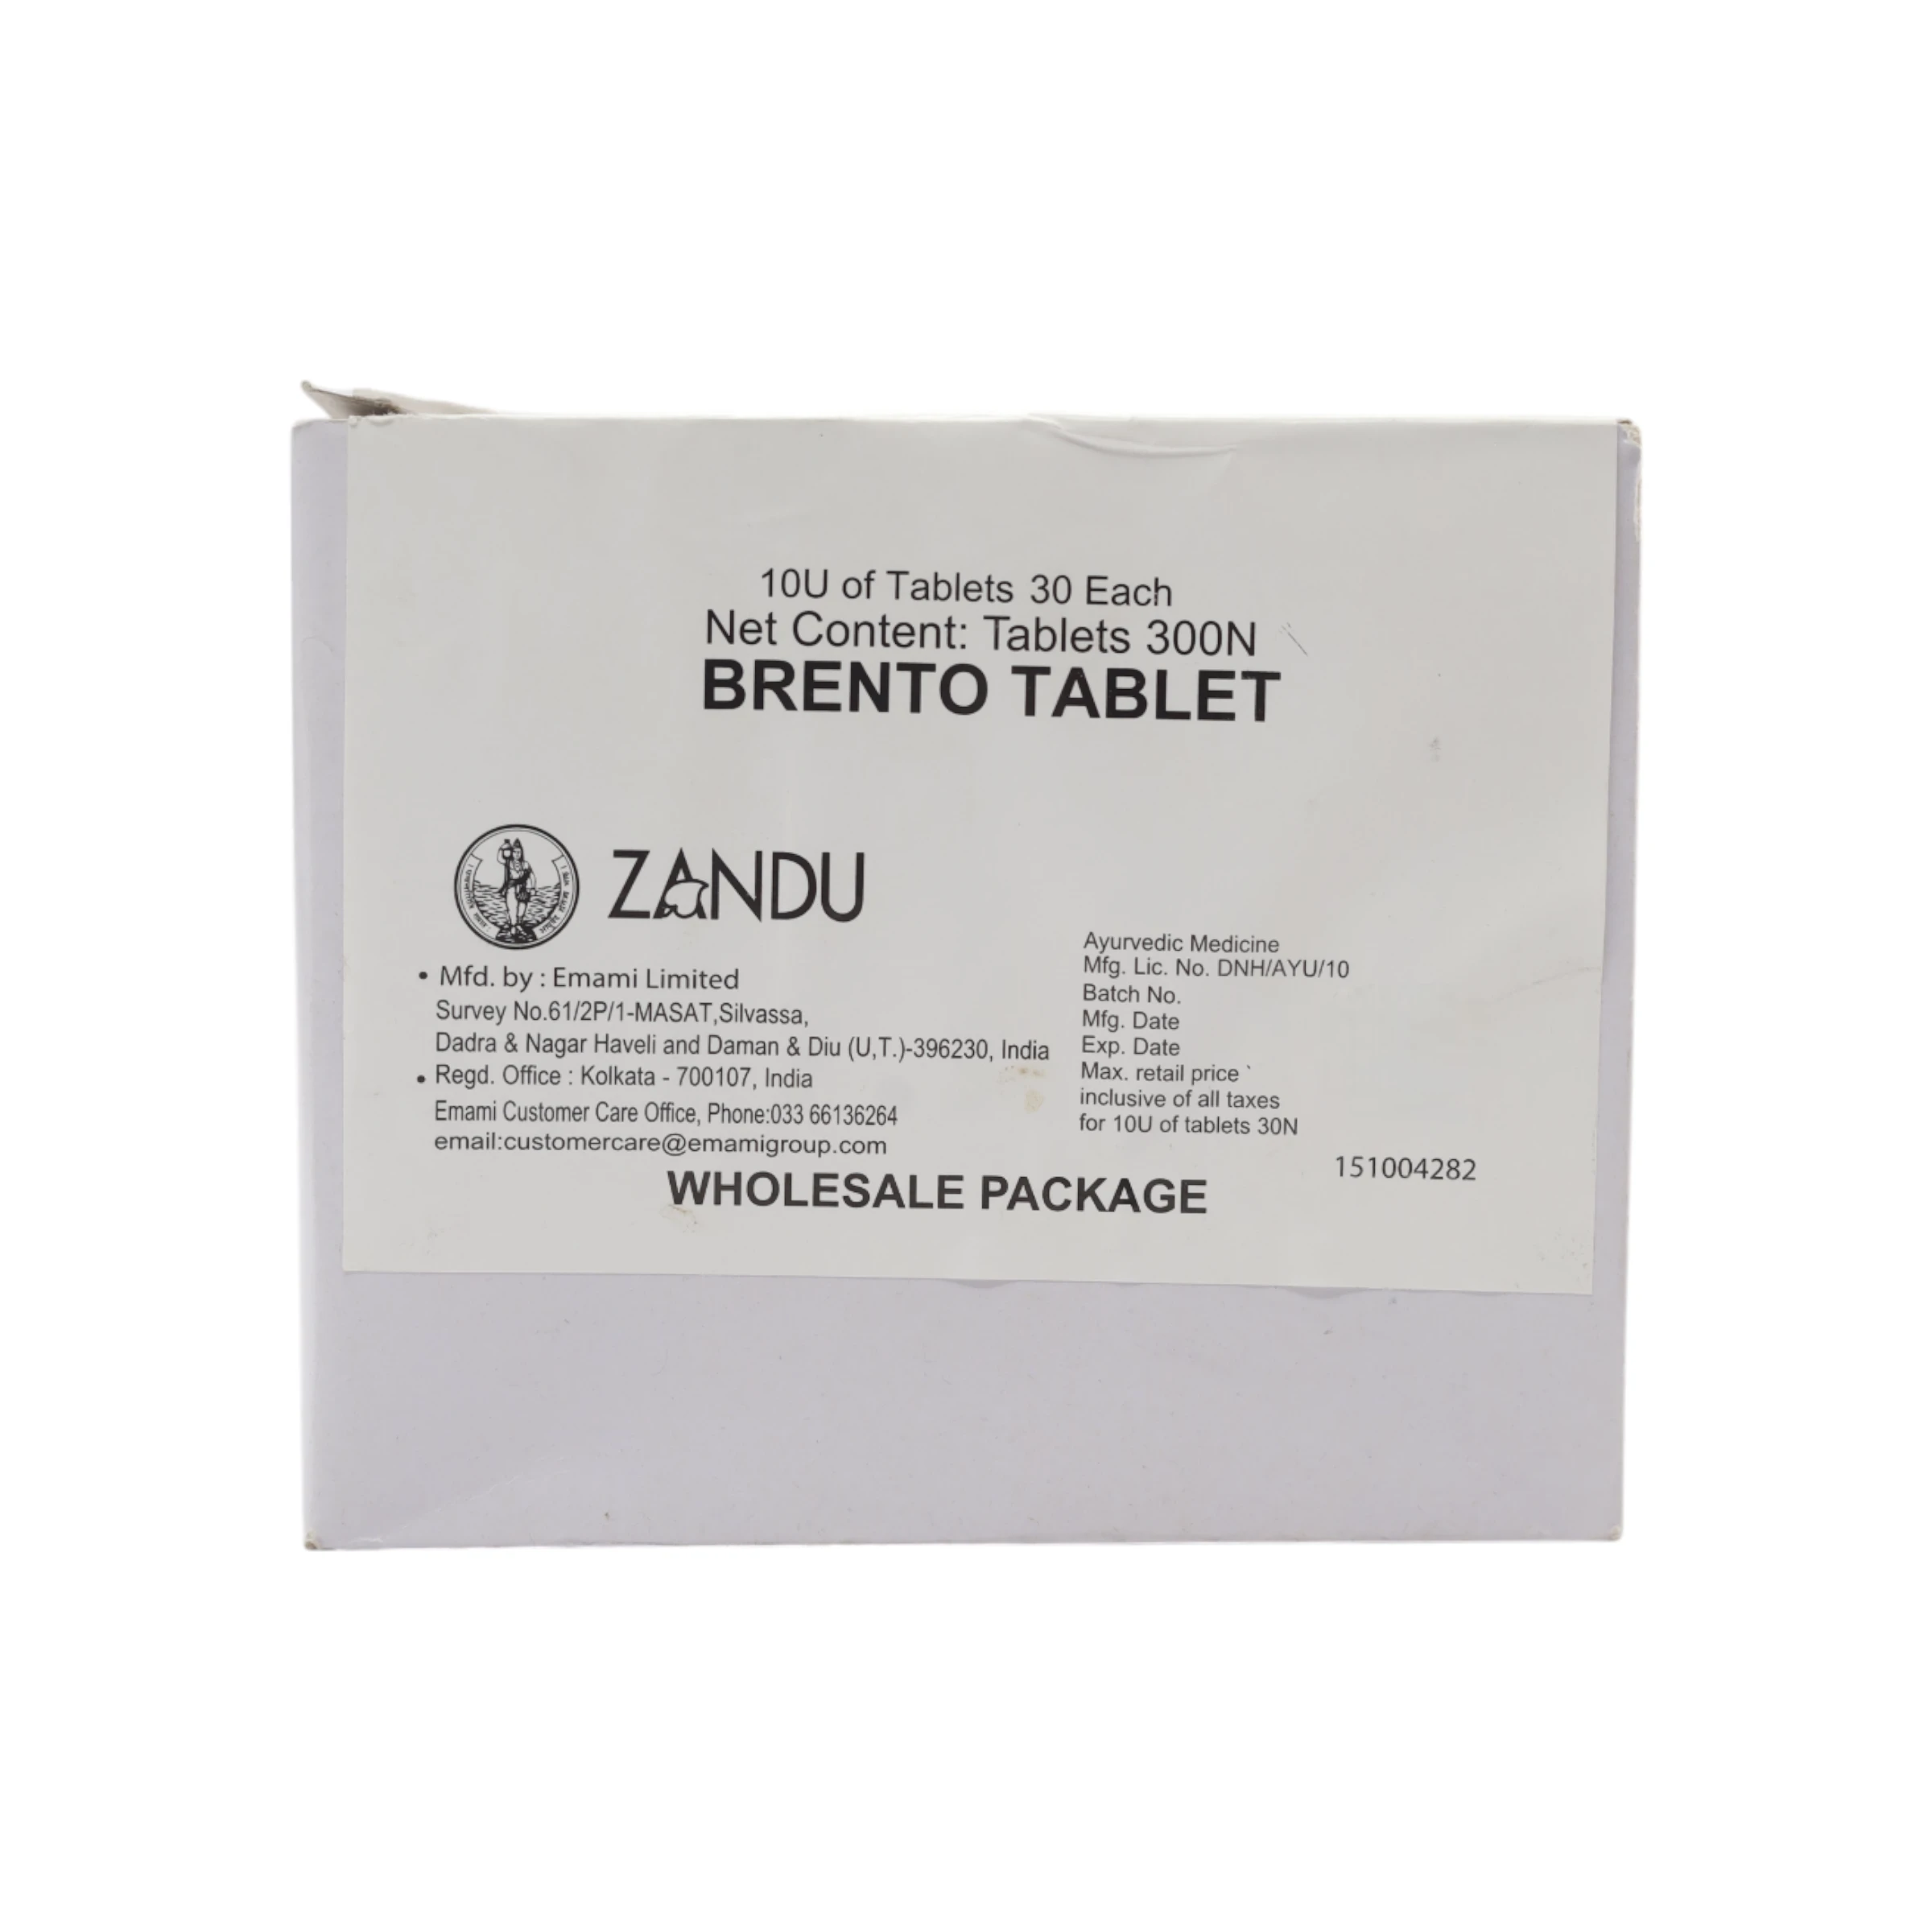 10U of Tablets 30 Each
Net Content: Tablets 300N
BRENTO TABLET
ZANDU
• Mfd. by : Emami Limited
Survey No.61/2P/1-MASAT,Silvassa,
Dadra & Nagar Haveli and Daman & Diu (U,T.)-396230, India
• Regd. Office : Kolkata - 700107, India
Emami Customer Care Office, Phone:033 66136264
email:customercare@emamigroup.com
Ayurvedic Medicine
Mfg. Lic. No. DNH/AYU/10
Batch No.
Mfg. Date
Exp. Date
Max. retail price `
inclusive of all taxes
for 10U of tablets 30N
151004282
WHOLESALE PACKAGE